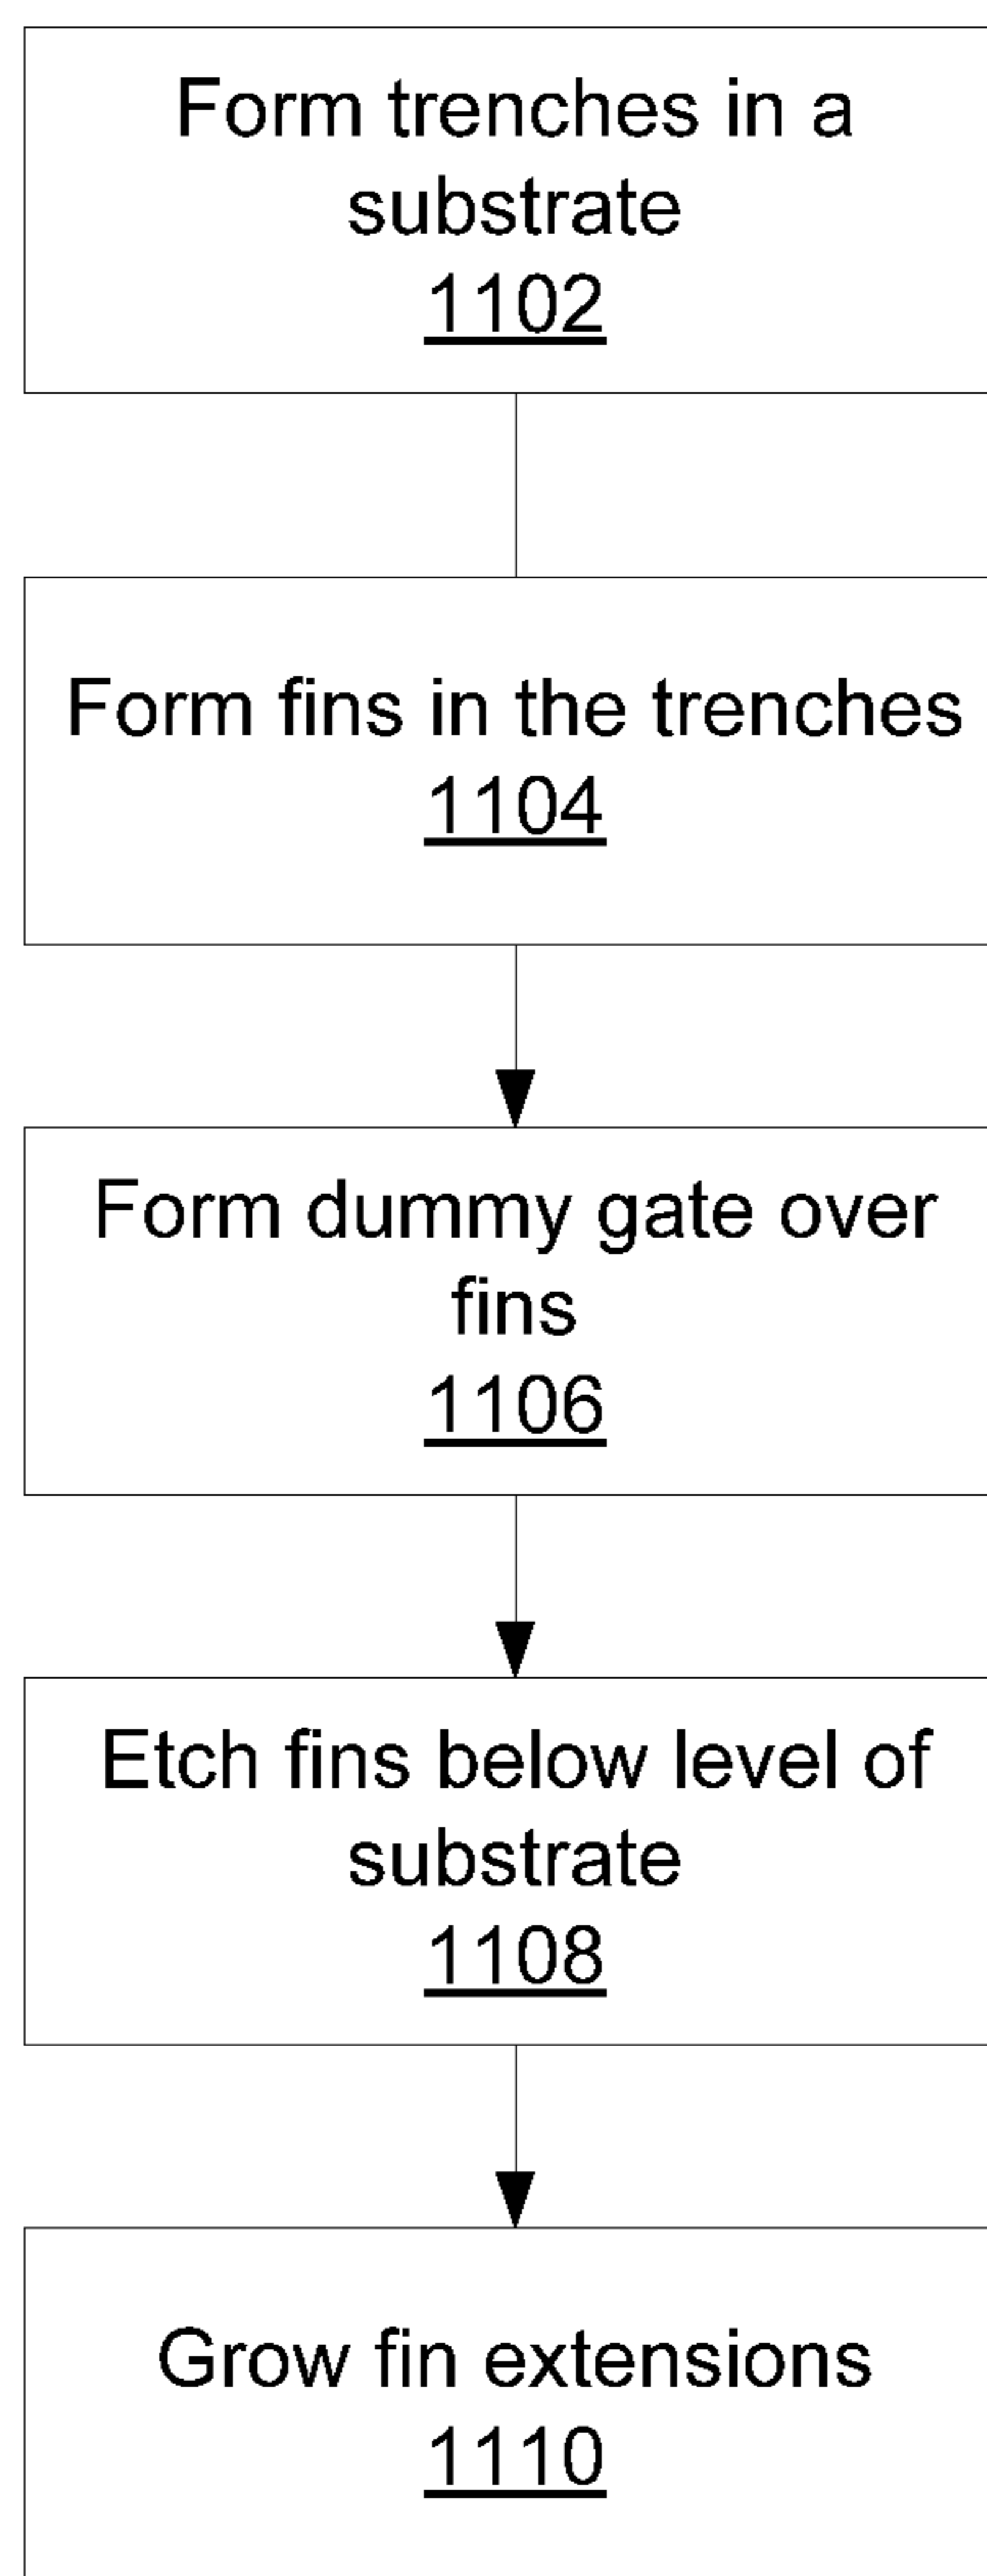 Form trenches in a
substrate
1102
Form fins in the trenches
1104
Form dummy gate over
fins
1106
Etch fins below level of
substrate
1108
Grow fin extensions
1110